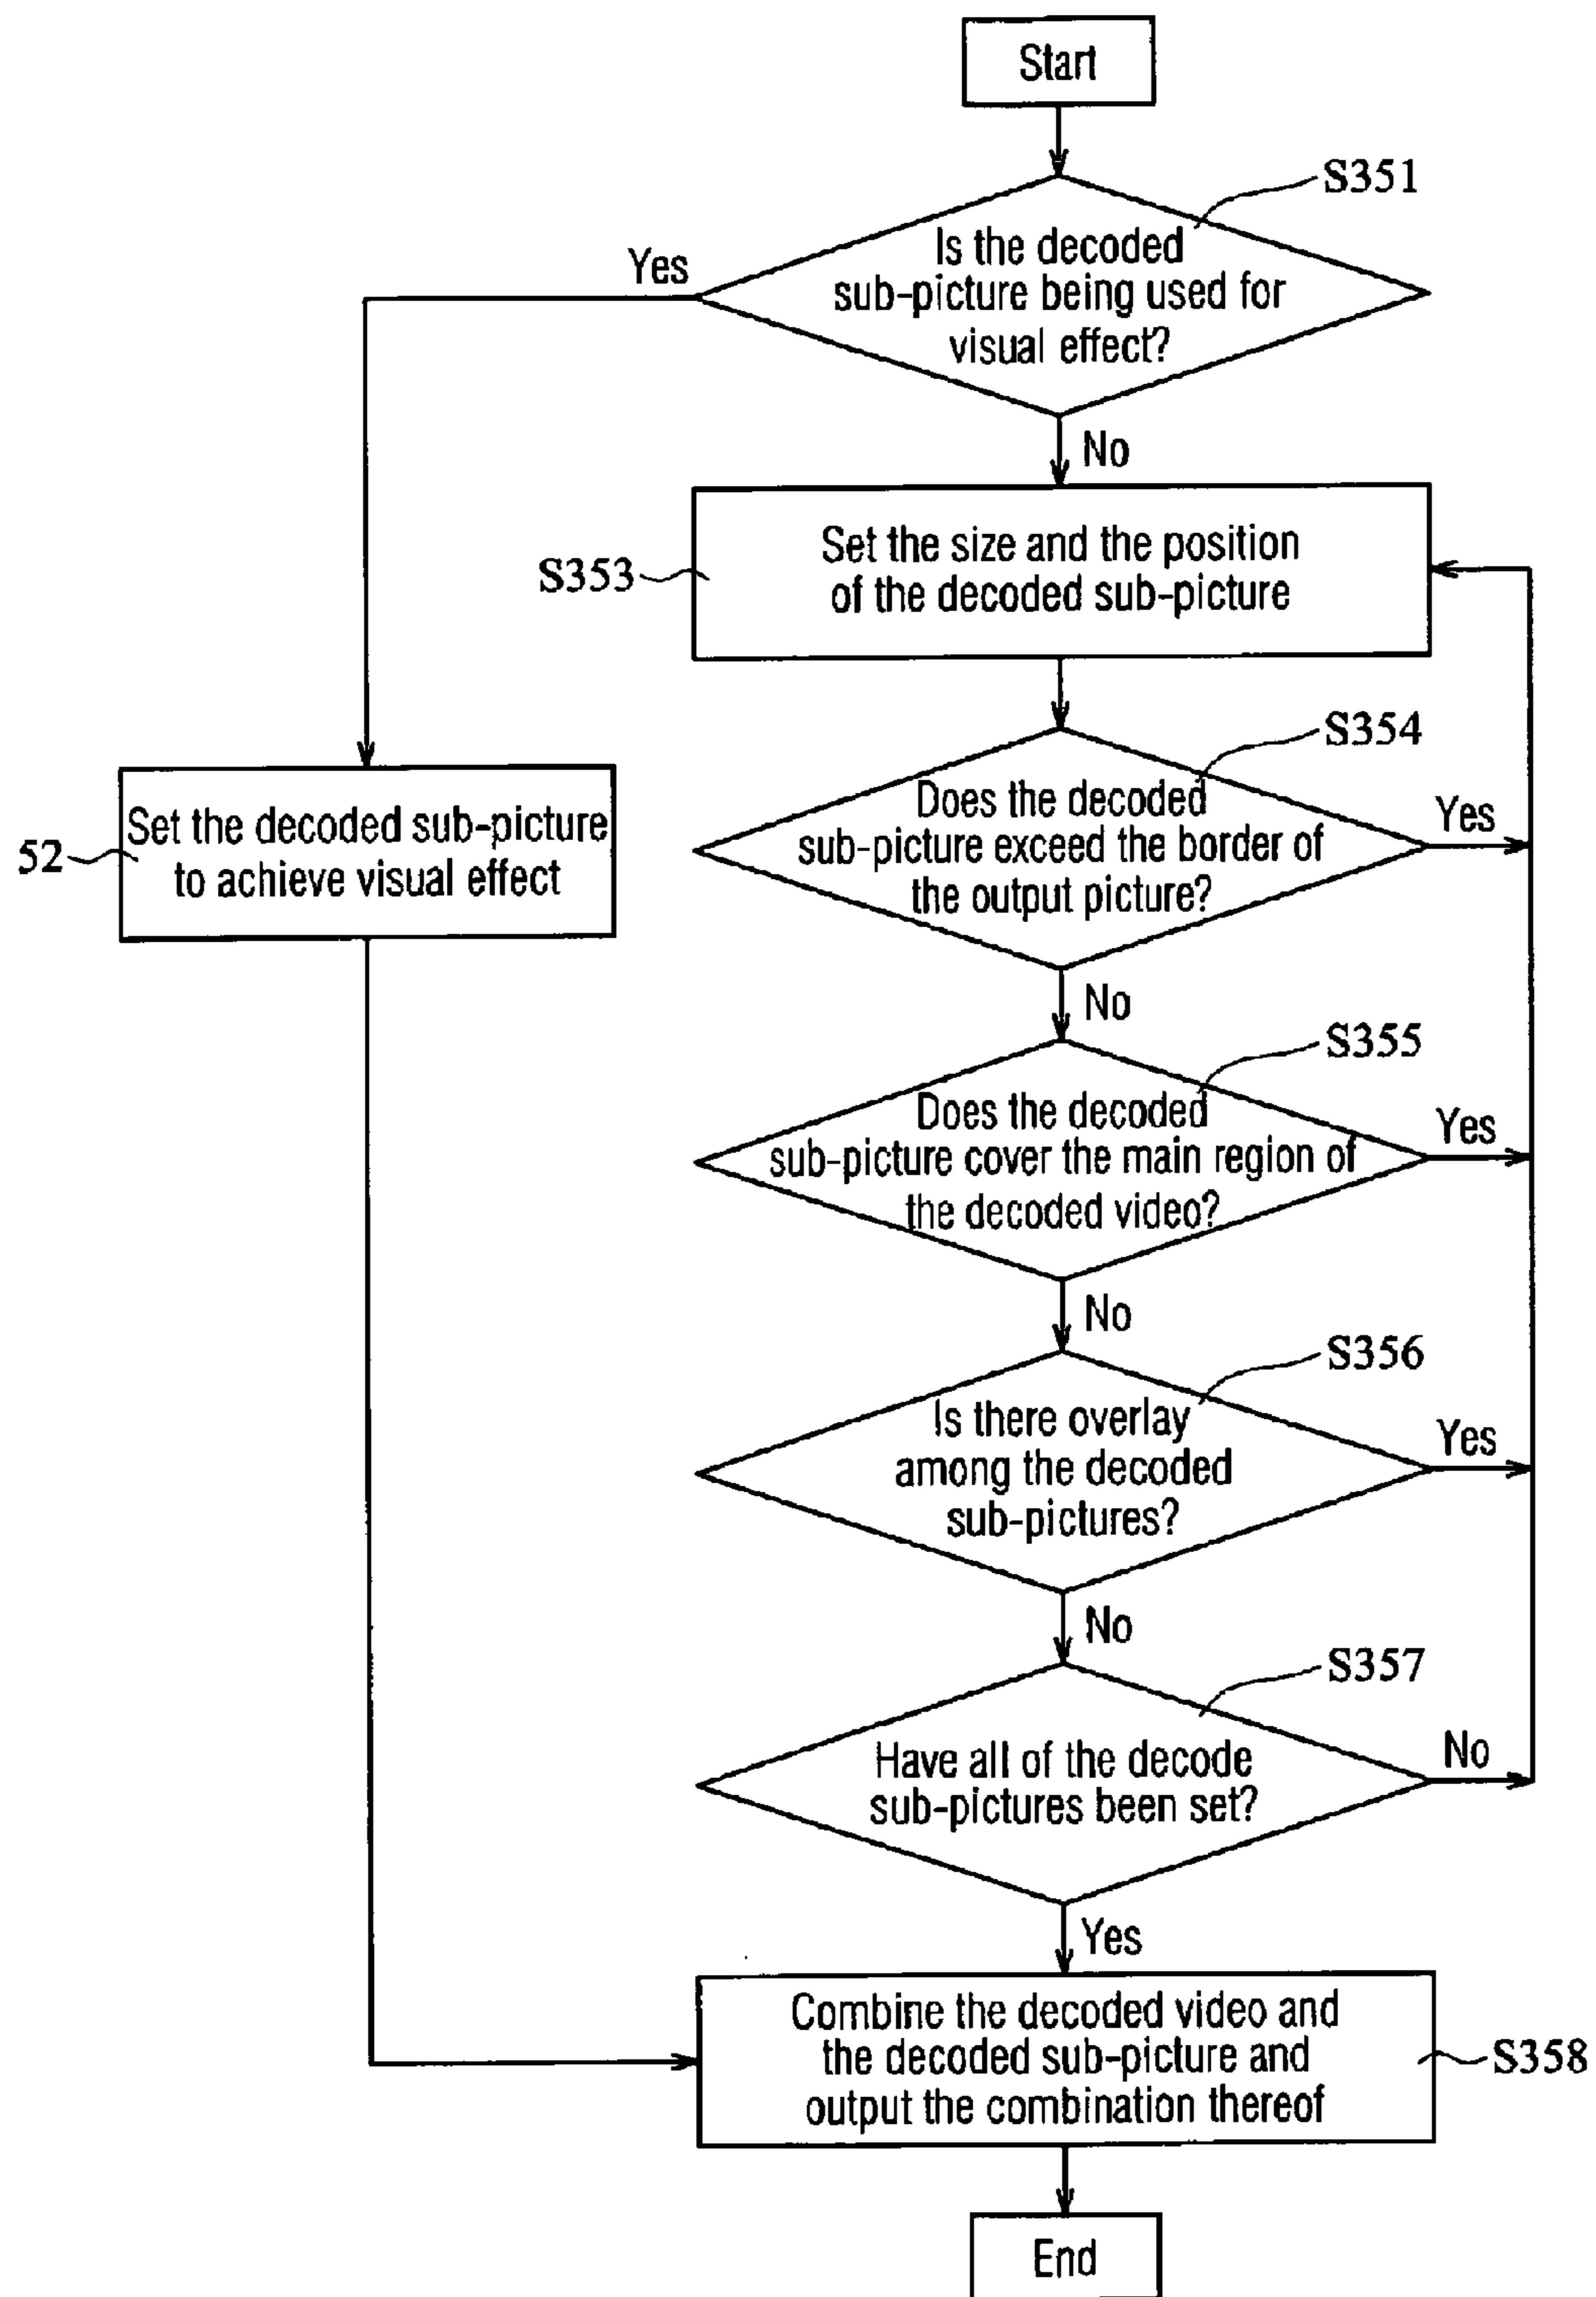 Start
S351
Is the decoded
sub-picture being used for
visual effect?
Yes
No
S353
Set the size and the position
of the decoded sub-picture
S354
Does the decoded
sub-picture exceed the border of
the output picture?
Yes
52
Set the decoded sub-picture
to achieve visual effect
No
S355
Does the decoded
sub-picture cover the main region of
the decoded video?
Yes
No
S356
Is there overlay
among the decoded
sub-pictures?
Yes
No
S357
Have all of the decode
sub-pictures been set?
No
Yes
Combine the decoded video and
the decoded sub-picture and
output the combination thereof
S358
End